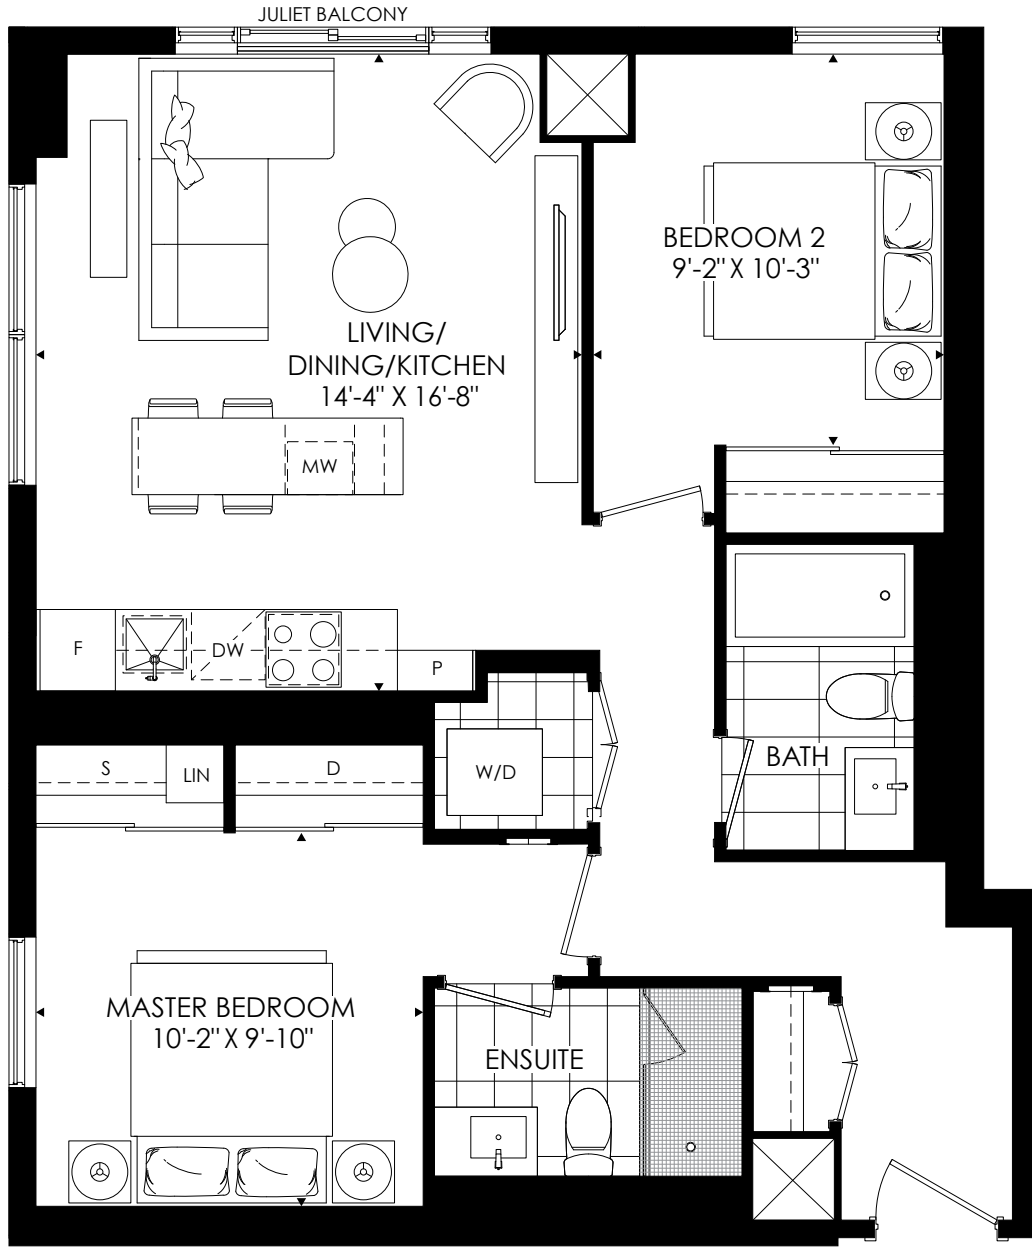 JULIET BALCONY
BEDROOM 2
9'-2" X 10'-3"
LIVING/
DINING/KITCHEN
14'-4" X 16'-8"
MW
F
DW
P
BATH
S
LIN
D
W/D
MASTER BEDROOM
10'-2" X 9'-10"
ENSUITE